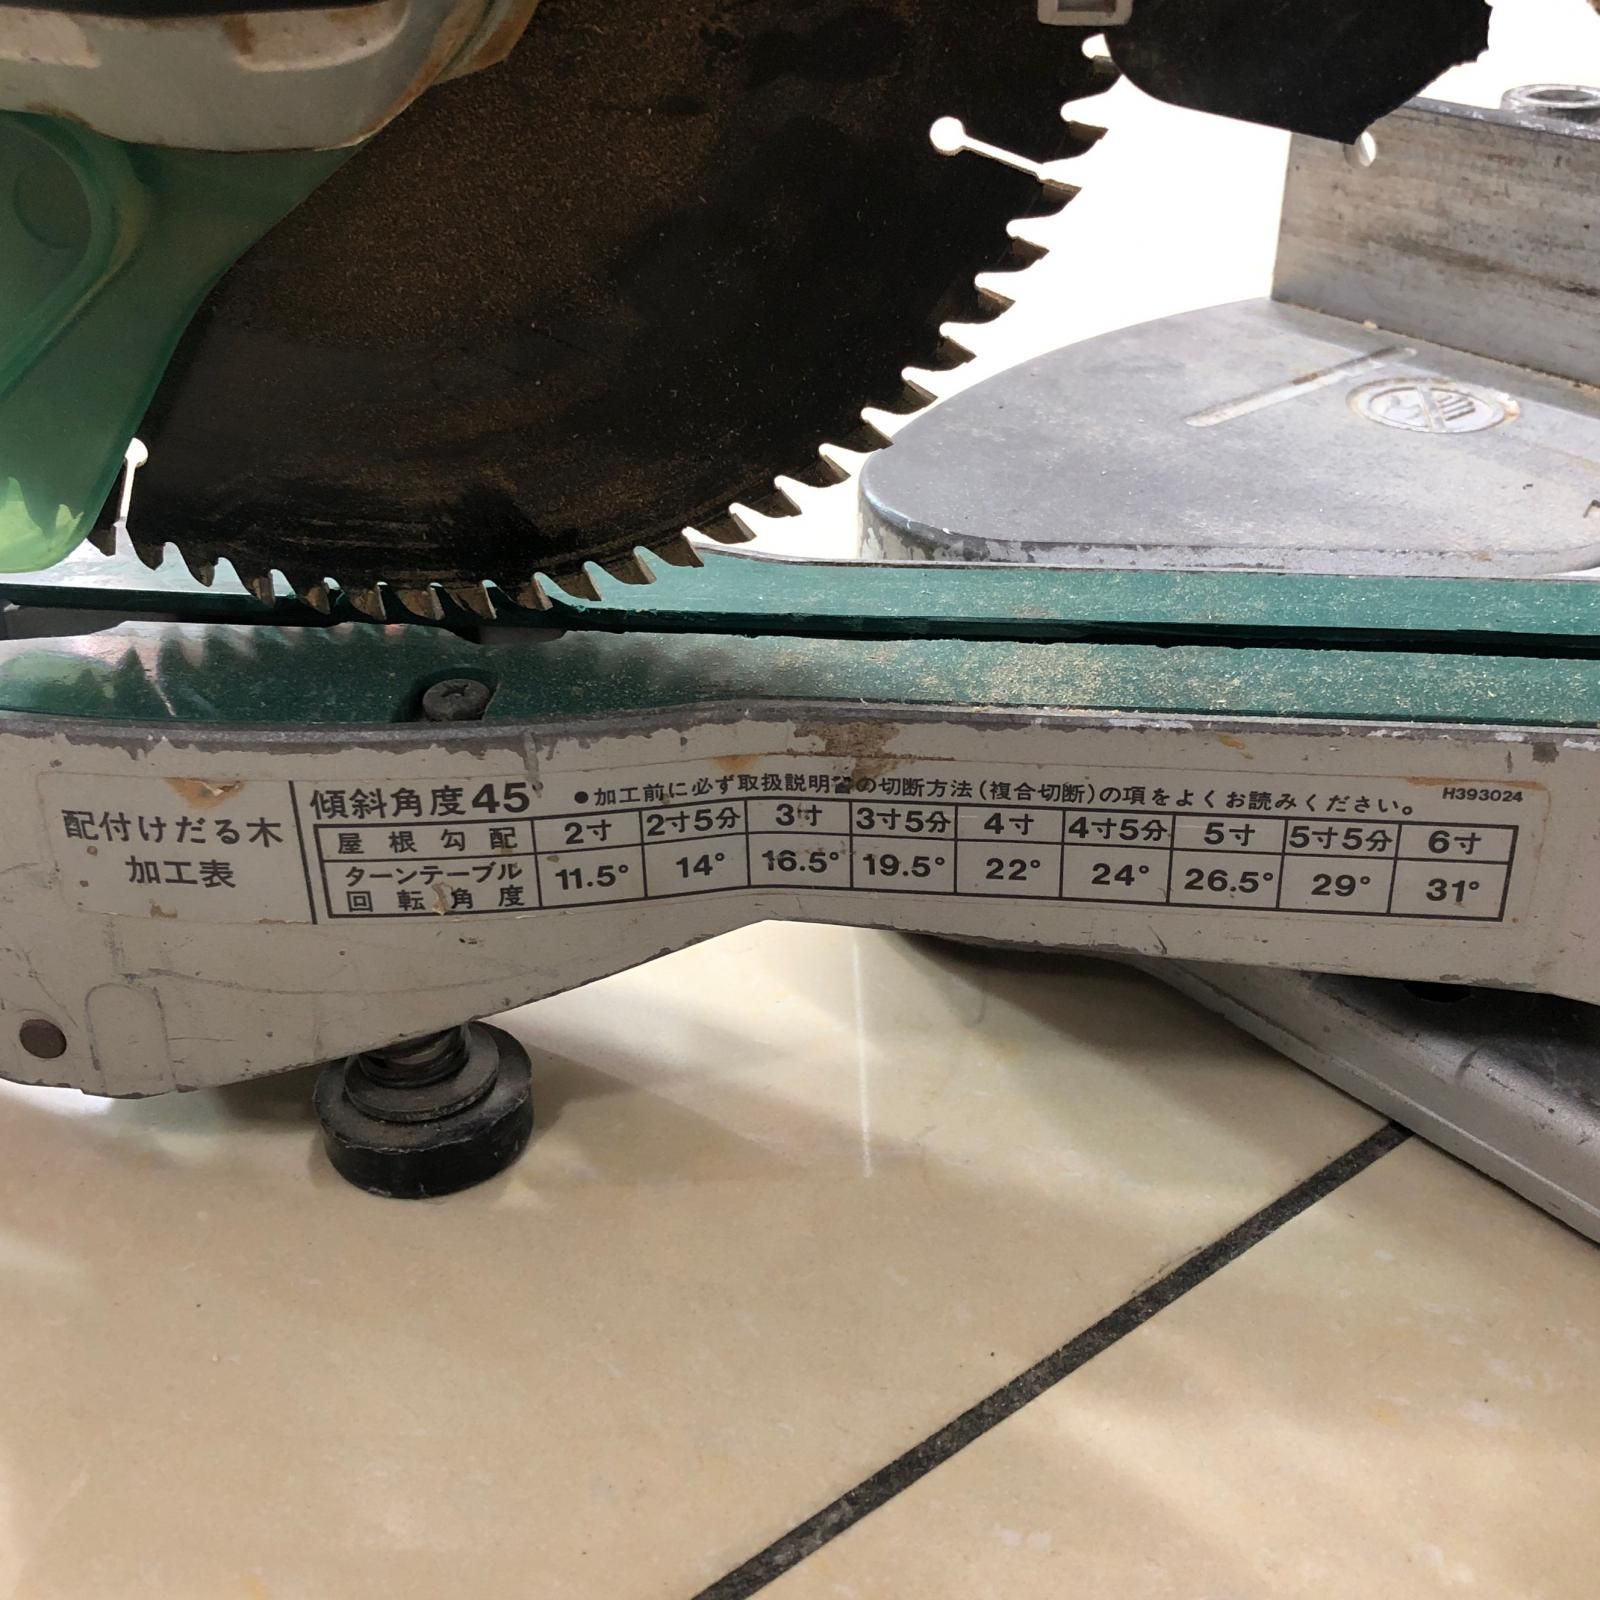 配付けだる木
加工表
傾斜角度45°
●加工前に必ず取扱説明書の切断方法(複合切断)の項をよくお読みください。
H393024
屋根勾配 2寸 2寸5分 3寸 3寸5分 4寸 4寸5分 5寸 5寸5分 6寸
ターンテーブル
回転角度 11.5° 14° 16.5° 19.5° 22° 24° 26.5° 29° 31°